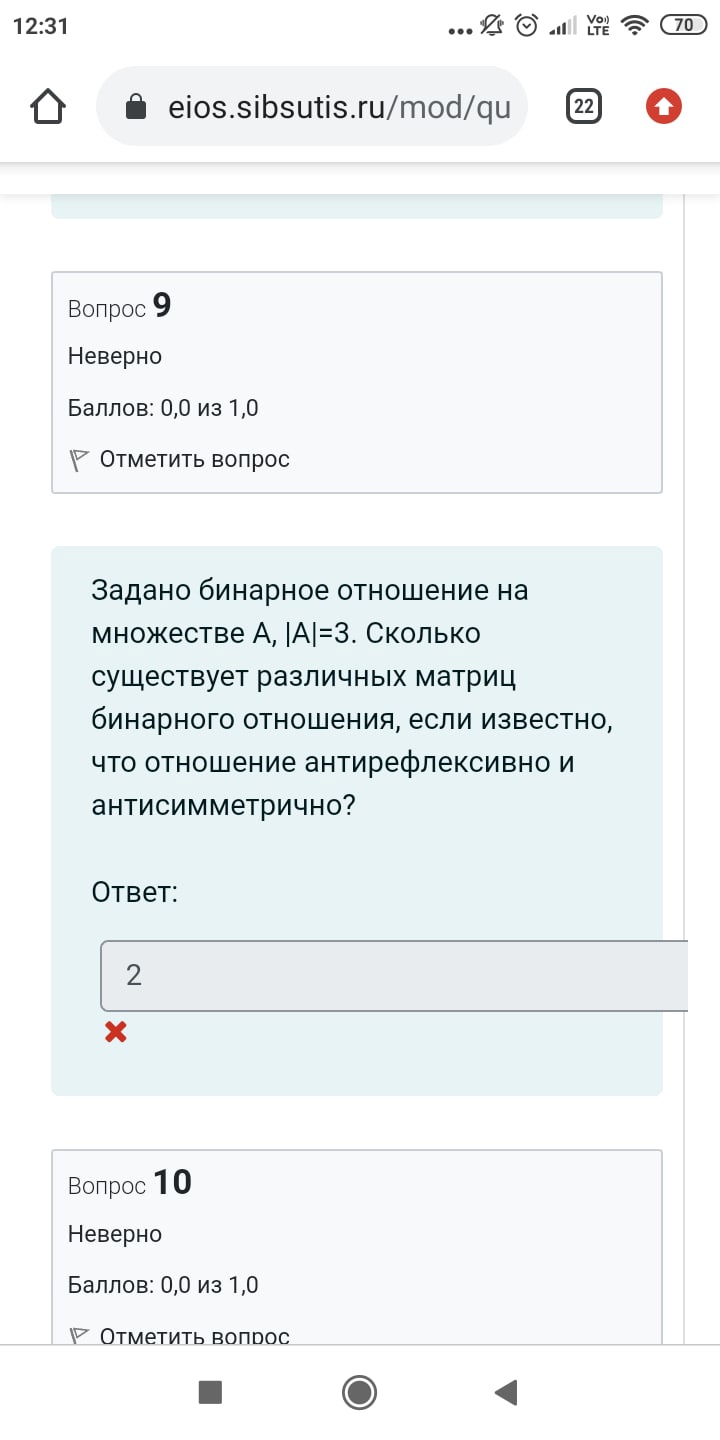 12:31
Vo))
LTE
70
eios.sibsutis.ru/mod/qu
22
Вопрос 9
Неверно
Баллов: 0,0 из 1,0
Отметить вопрос
Задано бинарное отношение на
множестве А, |А|=3. Сколько
существует различных матриц
бинарного отношения, если известно,
что отношение антирефлексивно и
антисимметрично?
Ответ:
2
Вопрос 10
Неверно
Баллов: 0,0 из 1,0
Отметить вопрос